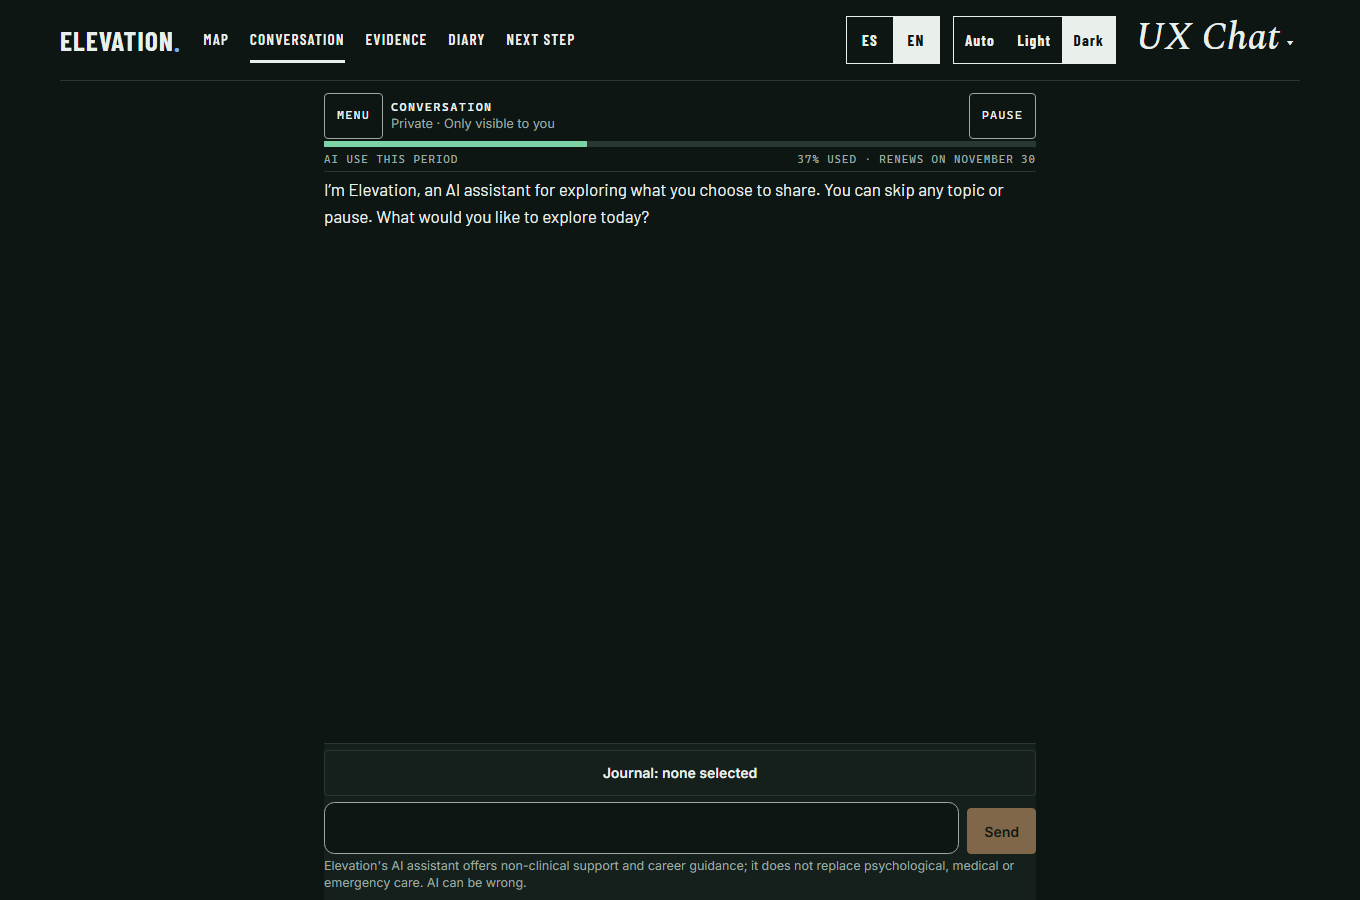 ELEVATION. MAP CONVERSATION EVIDENCE DIARY NEXT STEP ES EN Auto Light Dark UX Chat
MENU CONVERSATION PAUSE
Private · Only visible to you
AI USE THIS PERIOD 37% USED · RENEWS ON NOVEMBER 30
I’m Elevation, an AI assistant for exploring what you choose to share. You can skip any topic or
pause. What would you like to explore today?
Journal: none selected
Send
Elevation's AI assistant offers non-clinical support and career guidance; it does not replace psychological, medical or
emergency care. AI can be wrong.